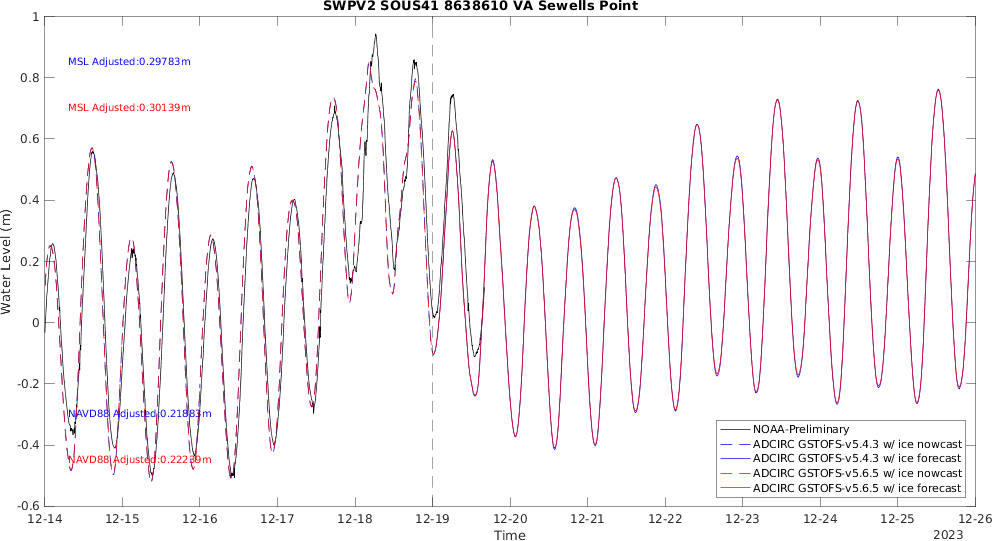 SWPV2 SOUS41 8638610 VA Sewells Point
MSL Adjusted:0.29783m
MSL Adjusted:0.30139m
NAVD88 Adjusted:0.21883m
NAVD88 Adjusted:0.22239m
Water Level (m)
1
0.8
0.6
0.4
0.2
0
-0.2
-0.4
-0.6
NOAA-Preliminary
ADCIRC GSTOFS-v5.4.3 w/ ice nowcast
ADCIRC GSTOFS-v5.4.3 w/ ice forecast
ADCIRC GSTOFS-v5.6.5 w/ ice nowcast
ADCIRC GSTOFS-v5.6.5 w/ ice forecast
12-14 12-15 12-16 12-17 12-18 12-19 12-20 12-21 12-22 12-23 12-24 12-25 12-26
Time
2023